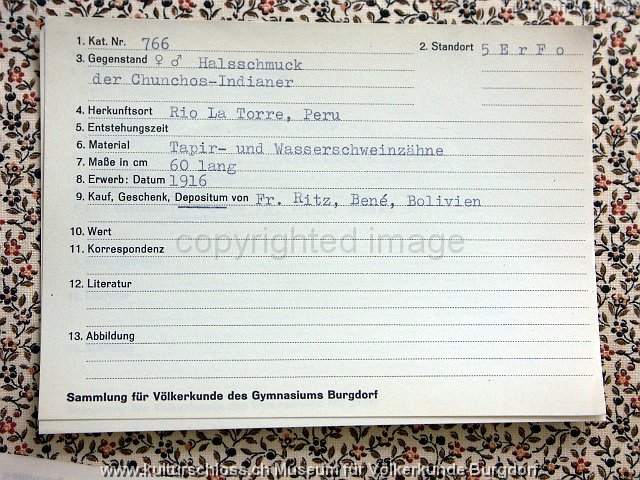 1. Kat. Nr. 766 2. Standort 5 E r F o
3. Gegenstand ♀ ♂ Halsschmuck
der Chunchos-Indianer
4. Herkunftsort Rio La Torre, Peru
5. Entstehungszeit
6. Material Tapir- und Wasserschweinzähne
7. Maße in cm 60 lang
8. Erwerb: Datum 1916
9. Kauf, Geschenk, Depositum von Fr. Ritz, Bené, Bolivien
10. Wert
copyrighted image
11. Korrespondenz
12. Literatur
13. Abbildung
Sammlung für Völkerkunde des Gymnasiums Burgdorf
www.kulturschloss.ch Museum für Völkerkunde Burgdorf